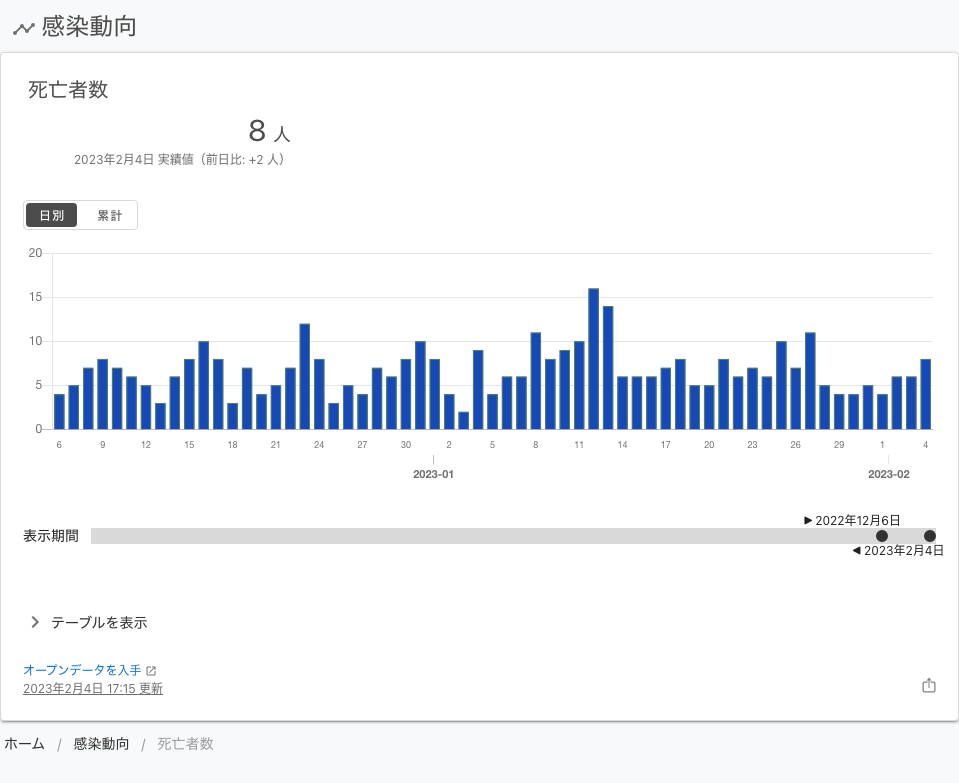 感染動向
死亡者数
8 人
2023年2月4日 実績値（前日比: +2 人）
日別 累計
20
15
10
5
0
6 9 12 15 18 21 24 27 30 2 5 8 11 14 17 20 23 26 29 1 4
2023-01 2023-02
▶ 2022年12月6日
表示期間
◀ 2023年2月4日
テーブルを表示
オープンデータを入手
2023年2月4日 17:15 更新
ホーム / 感染動向 / 死亡者数